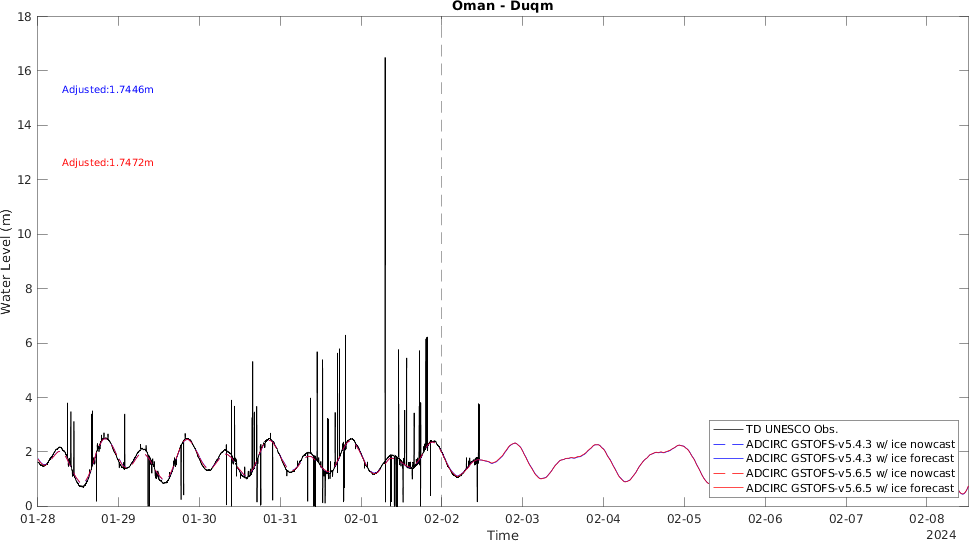 Oman - Duqm
18
16
14
12
10
8
6
4
2
0
Water Level (m)
Adjusted:1.7446m
Adjusted:1.7472m
TD UNESCO Obs.
ADCIRC GSTOFS-v5.4.3 w/ ice nowcast
ADCIRC GSTOFS-v5.4.3 w/ ice forecast
ADCIRC GSTOFS-v5.6.5 w/ ice nowcast
ADCIRC GSTOFS-v5.6.5 w/ ice forecast
01-28 01-29 01-30 01-31 02-01 02-02 02-03 02-04 02-05 02-06 02-07 02-08
Time
2024